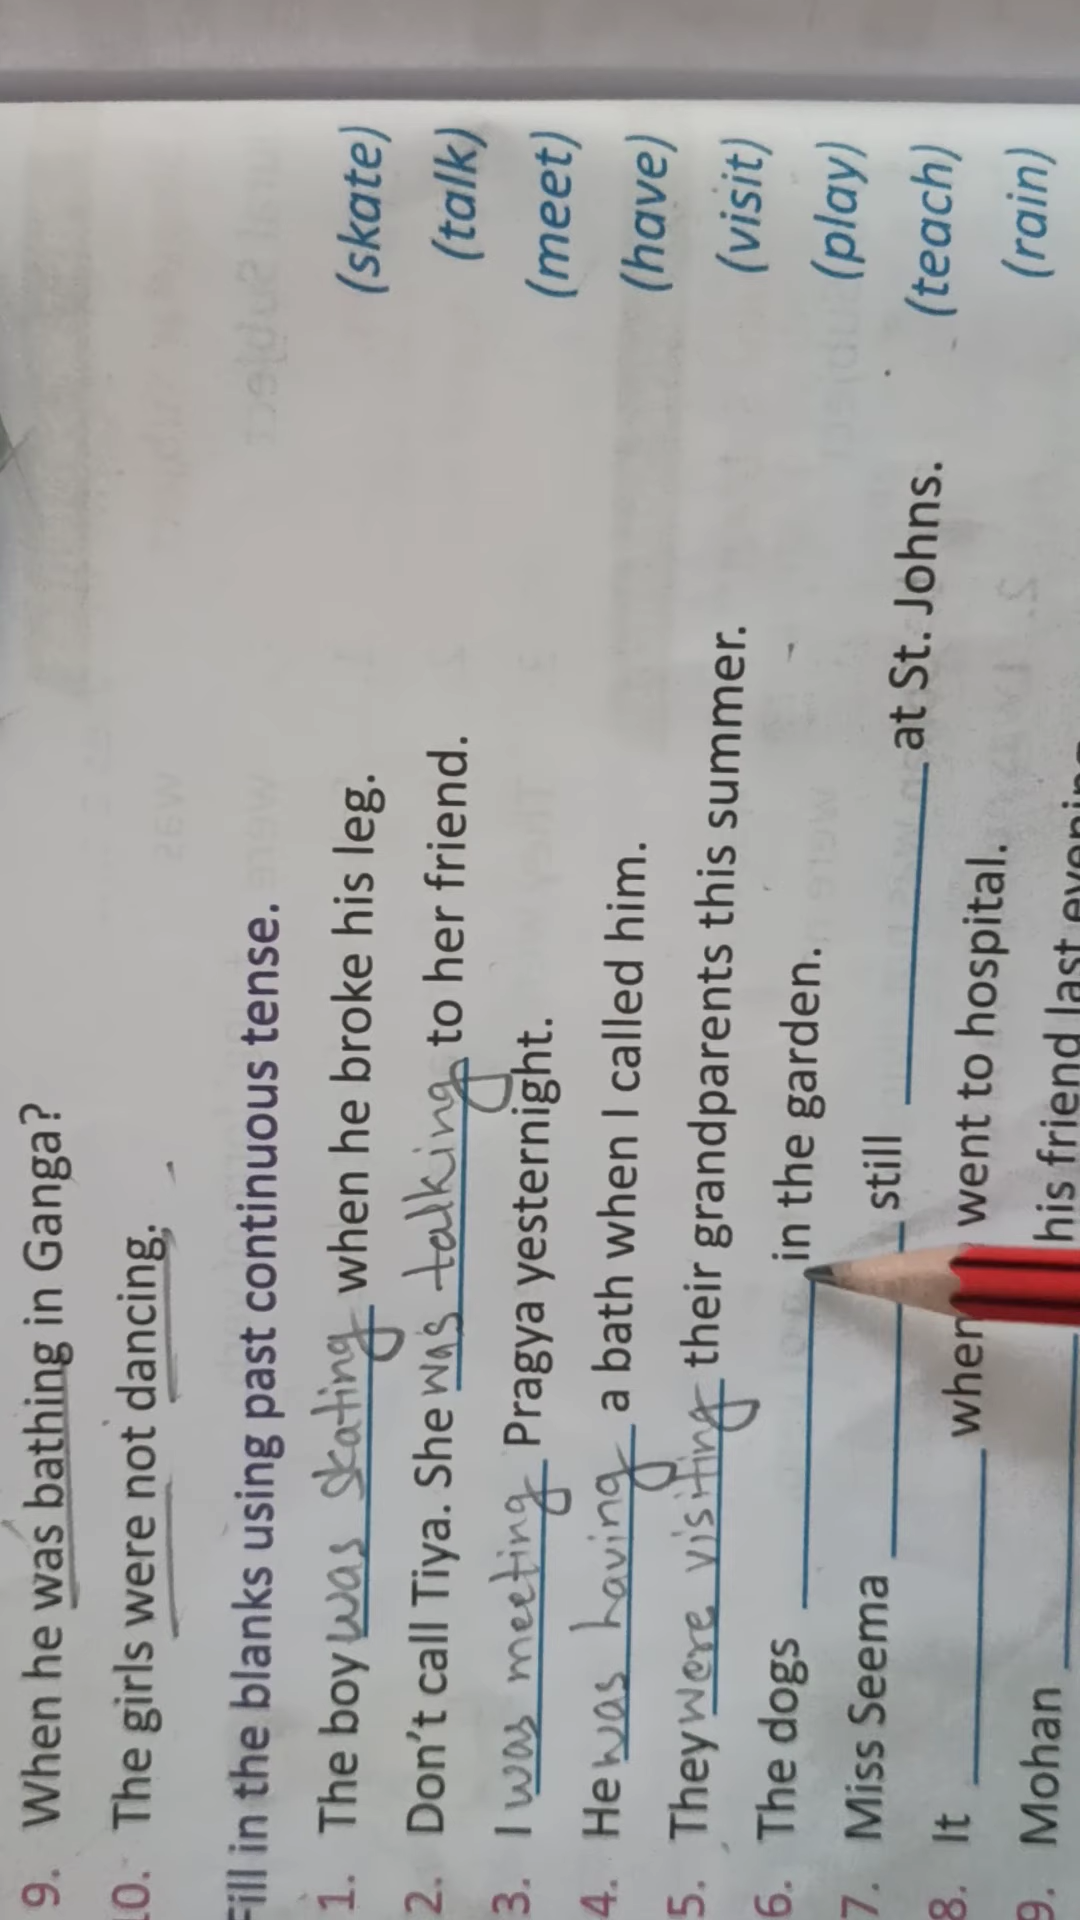 9. When he was bathing in Ganga?
10. The girls were not dancing.
Fill in the blanks using past continuous tense.
1. The boy was skating when he broke his leg. (skate)
2. Don't call Tiya. She was talking to her friend. (talk)
3. I was meeting Pragya yesternight. (meet)
4. He was having a bath when I called him. (have)
5. They were visiting their grandparents this summer. (visit)
6. The dogs in the garden. (play)
7. Miss Seema still at St. Johns. (teach)
8. It when went to hospital. (rain)
9. Mohan his friend last evening